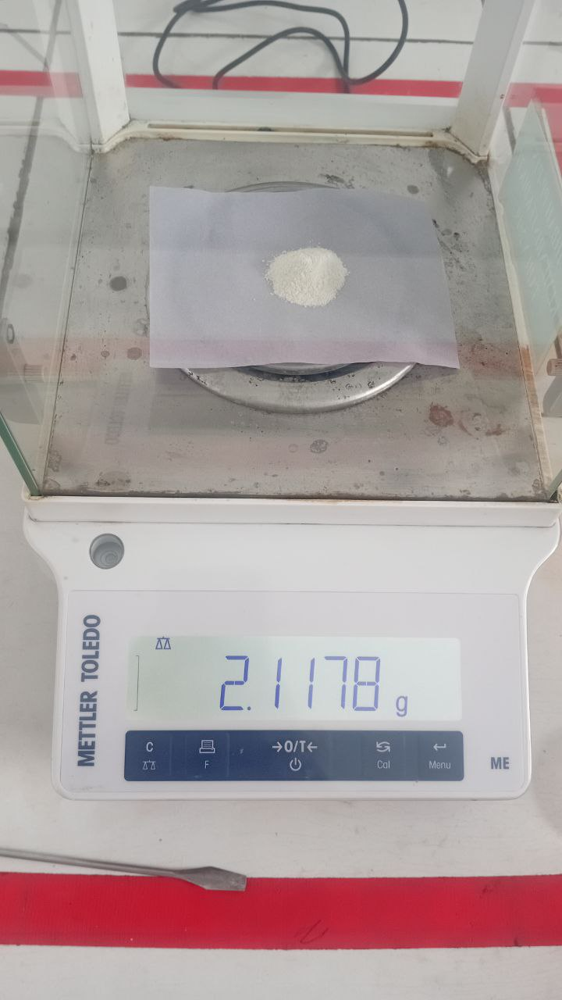 METTLER TOLEDO
2.1178 g
C
F
→0/T←
Cal
Menu
ME